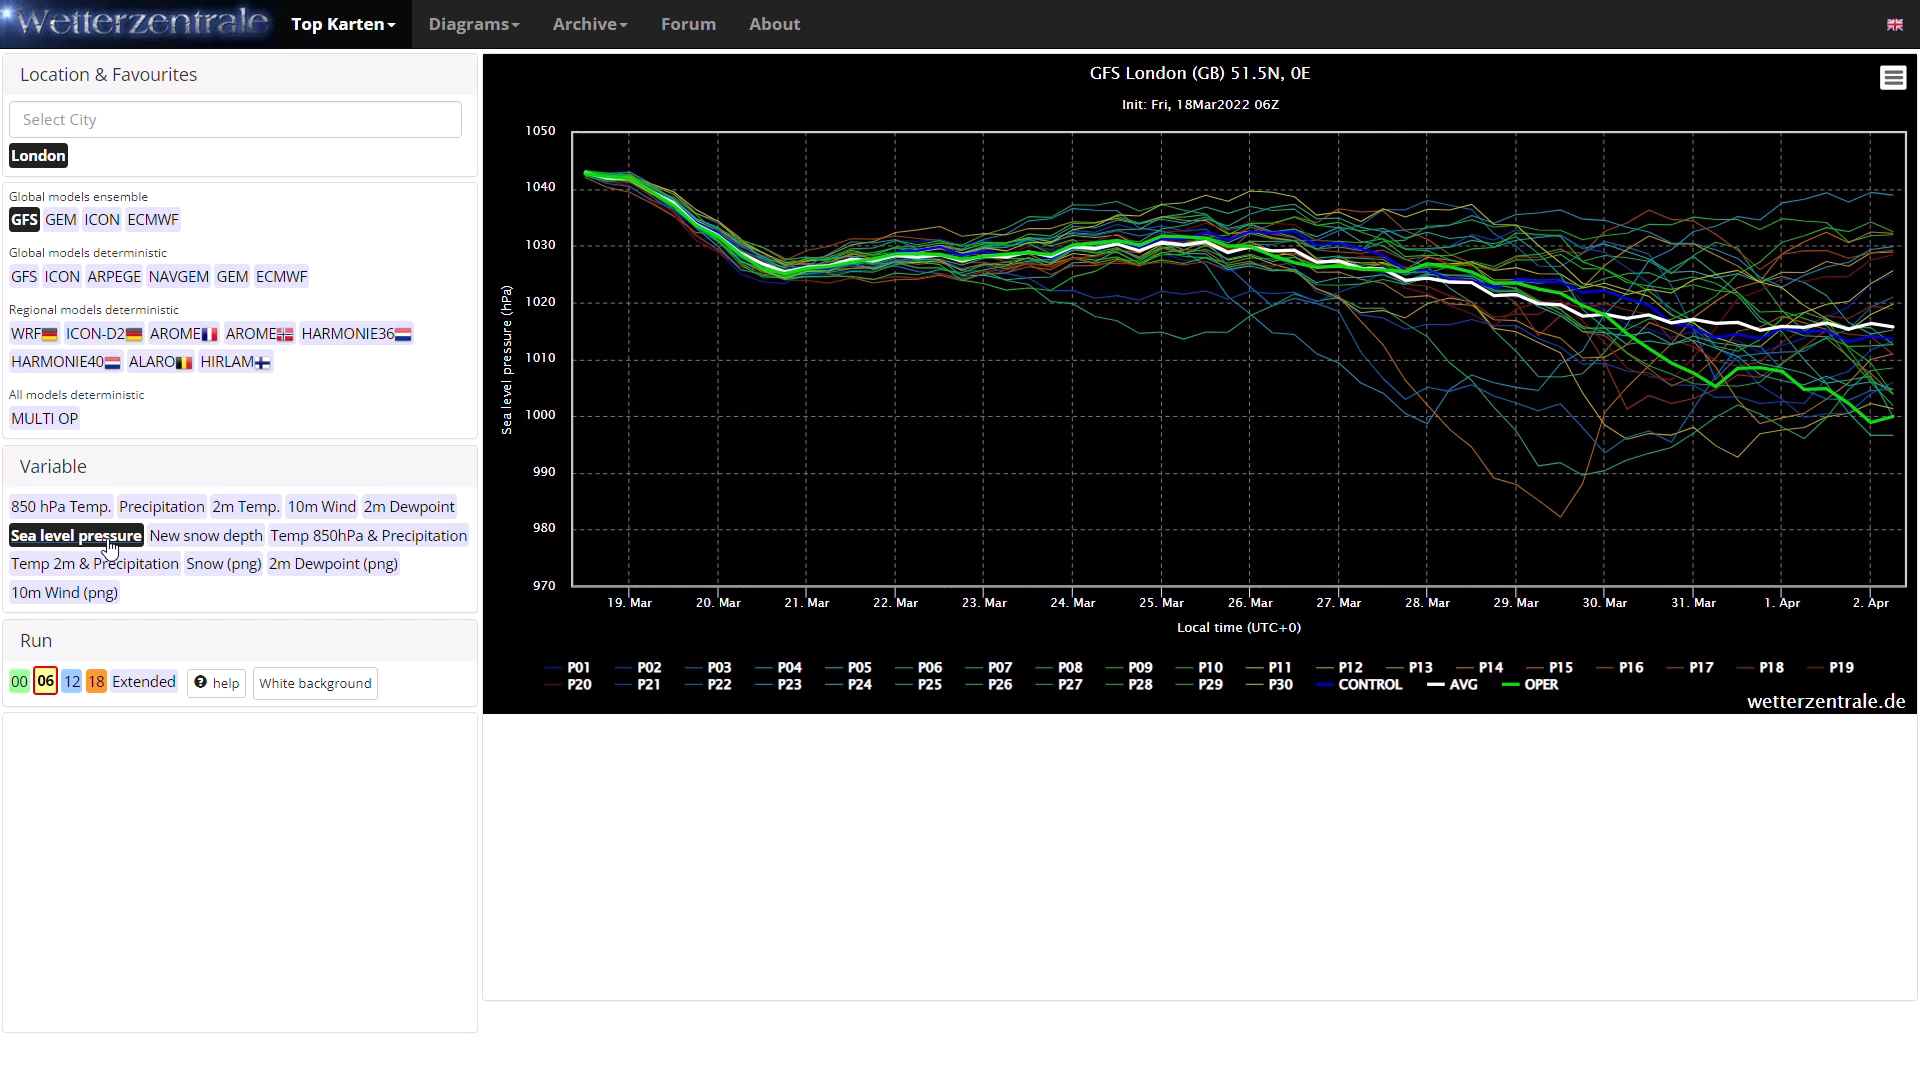 Wetterzentrale Top Karten Diagrams Archive Forum About
Location & Favourites
Select City
London
Global models ensemble
GFS GEM ICON ECMWF
Global models deterministic
GFS ICON ARPEGE NAVGEM GEM ECMWF
Regional models deterministic
WRF ICON-D2 AROME AROME HARMONIE36
HARMONIE40 ALARO HIRLAM
All models deterministic
MULTI OP
Variable
850 hPa Temp. Precipitation 2m Temp. 10m Wind 2m Dewpoint
Sea level pressure New snow depth Temp 850hPa & Precipitation
Temp 2m & Precipitation Snow (png) 2m Dewpoint (png)
10m Wind (png)
Run
00 06 12 18 Extended help White background
GFS London (GB) 51.5N, 0E
Init: Fri, 18Mar2022 06Z
Sea level pressure (hPa)
1050
1040
1030
1020
1010
1000
990
980
970
19. Mar 20. Mar 21. Mar 22. Mar 23. Mar 24. Mar 25. Mar 26. Mar 27. Mar 28. Mar 29. Mar 30. Mar 31. Mar 1. Apr 2. Apr
Local time (UTC+0)
P01 P02 P03 P04 P05 P06 P07 P08 P09 P10 P11 P12 P13 P14 P15 P16 P17 P18 P19
P20 P21 P22 P23 P24 P25 P26 P27 P28 P29 P30 CONTROL AVG OPER
wetterzentrale.de